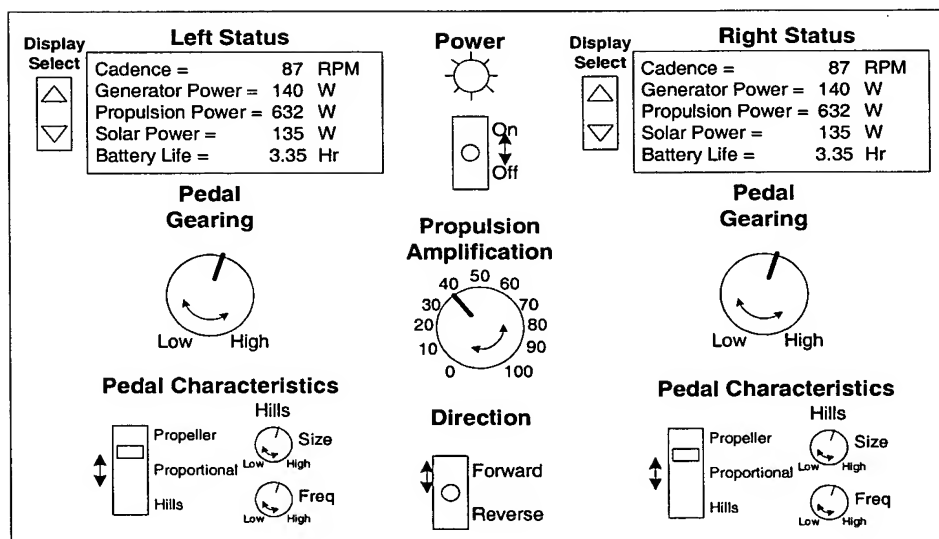 Display
Select
Left Status
Cadence = 87 RPM
Generator Power = 140 W
Propulsion Power = 632 W
Solar Power = 135 W
Battery Life = 3.35 Hr
Power
On
Off
Display
Select
Right Status
Cadence = 87 RPM
Generator Power = 140 W
Propulsion Power = 632 W
Solar Power = 135 W
Battery Life = 3.35 Hr
Pedal
Gearing
Low High
Propulsion
Amplification
0 10 20 30 40 50 60 70 80 90 100
Pedal
Gearing
Low High
Pedal Characteristics
Propeller
Proportional
Hills
Hills
Size
Low High
Freq
Low High
Direction
Forward
Reverse
Pedal Characteristics
Propeller
Proportional
Hills
Hills
Size
Low High
Freq
Low High